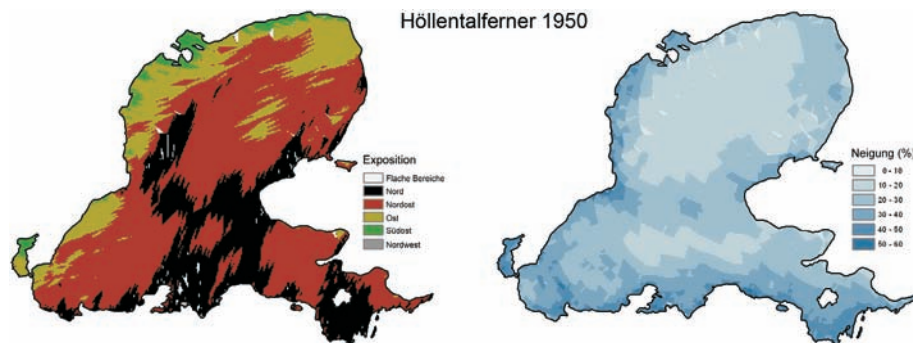 Höllentalferner 1950
Exposition
Flache Bereiche
Nord
Nordost
Ost
Südost
Nordwest
Neigung (%)
0 - 10
10 - 20
20 - 30
30 - 40
40 - 50
50 - 60